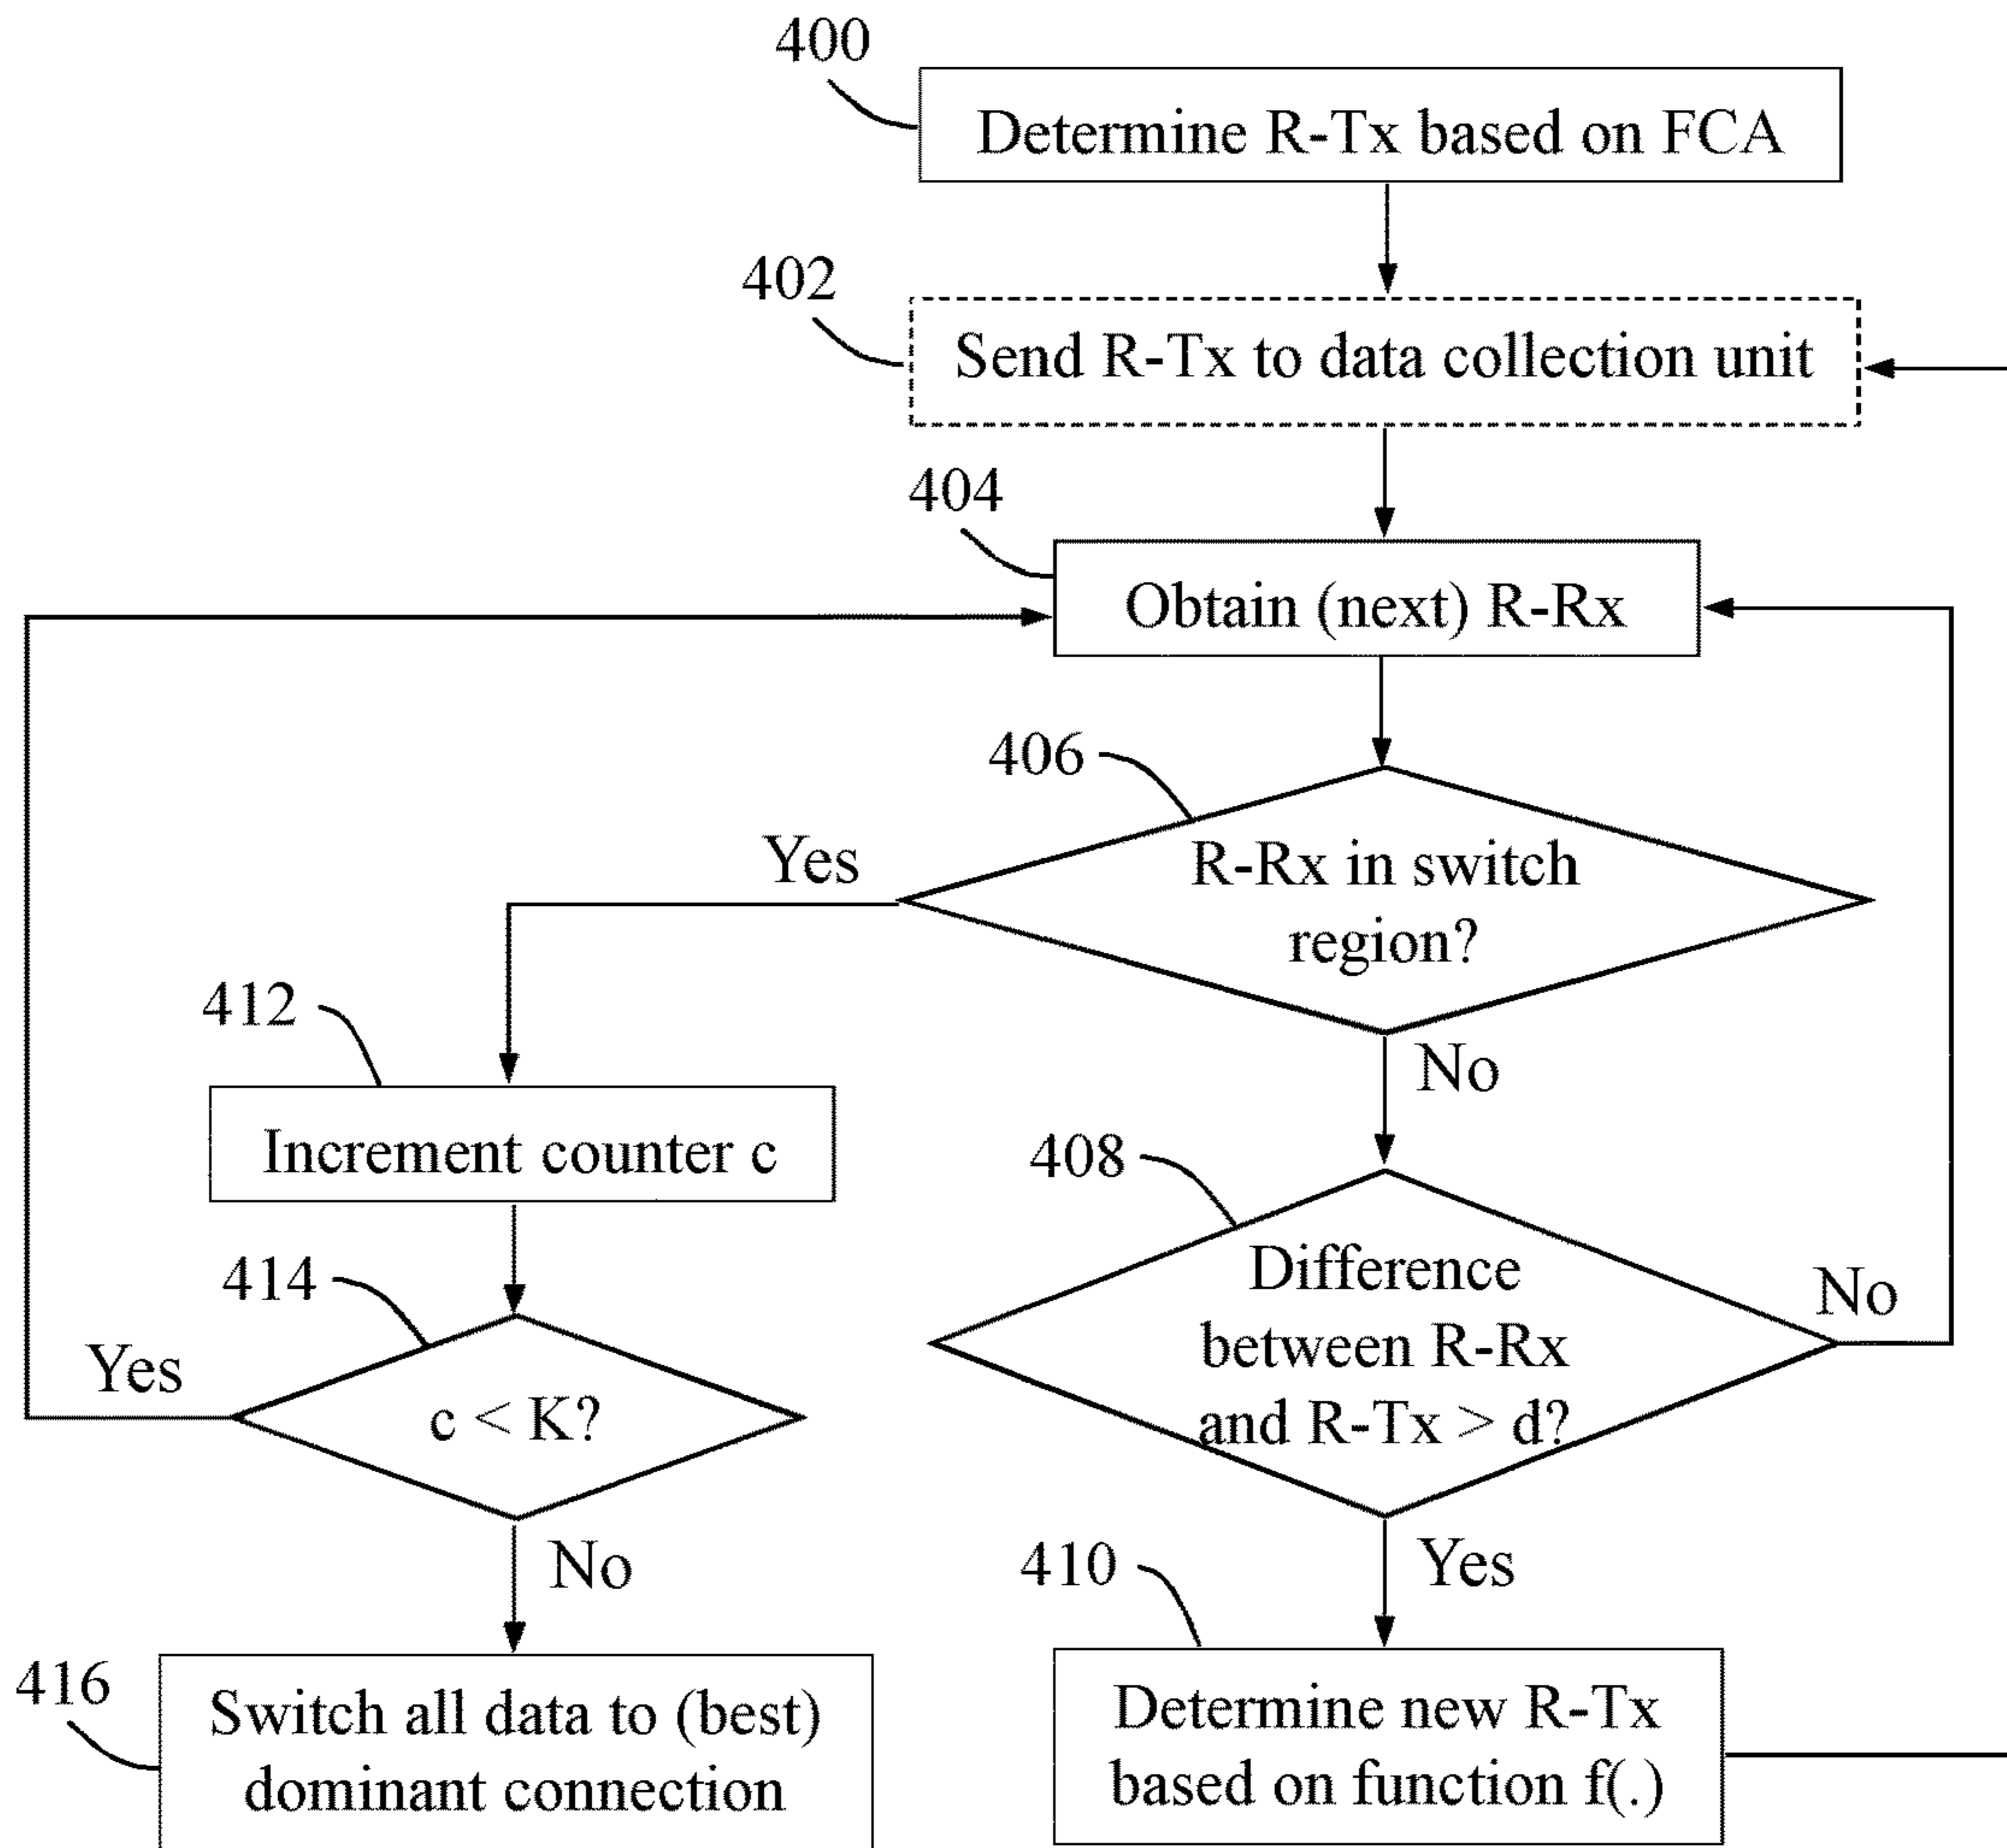 400
Determine R-Tx based on FCA
402
Send R-Tx to data collection unit
404
Obtain (next) R-Rx
406
Yes
R-Rx in switch
region?
No
412
Increment counter c
408
Difference
between R-Rx
and R-Tx > d?
No
414
Yes
c < K?
No
410
Yes
416
Switch all data to (best)
dominant connection
Determine new R-Tx
based on function f(.)